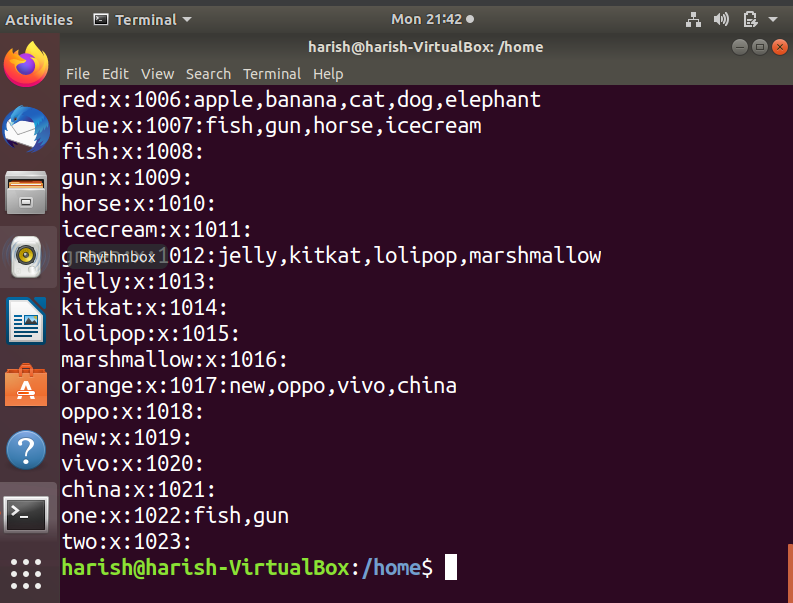 Activities Terminal Mon 21:42
harish@harish-VirtualBox: /home
File Edit View Search Terminal Help
red:x:1006:apple,banana,cat,dog,elephant
blue:x:1007:fish,gun,horse,icecream
fish:x:1008:
gun:x:1009:
horse:x:1010:
icecream:x:1011:
Rhythmbox 1012:jelly,kitkat,lolipop,marshmallow
jelly:x:1013:
kitkat:x:1014:
lolipop:x:1015:
marshmallow:x:1016:
orange:x:1017:new,oppo,vivo,china
oppo:x:1018:
new:x:1019:
vivo:x:1020:
china:x:1021:
one:x:1022:fish,gun
two:x:1023:
harish@harish-VirtualBox:/home$